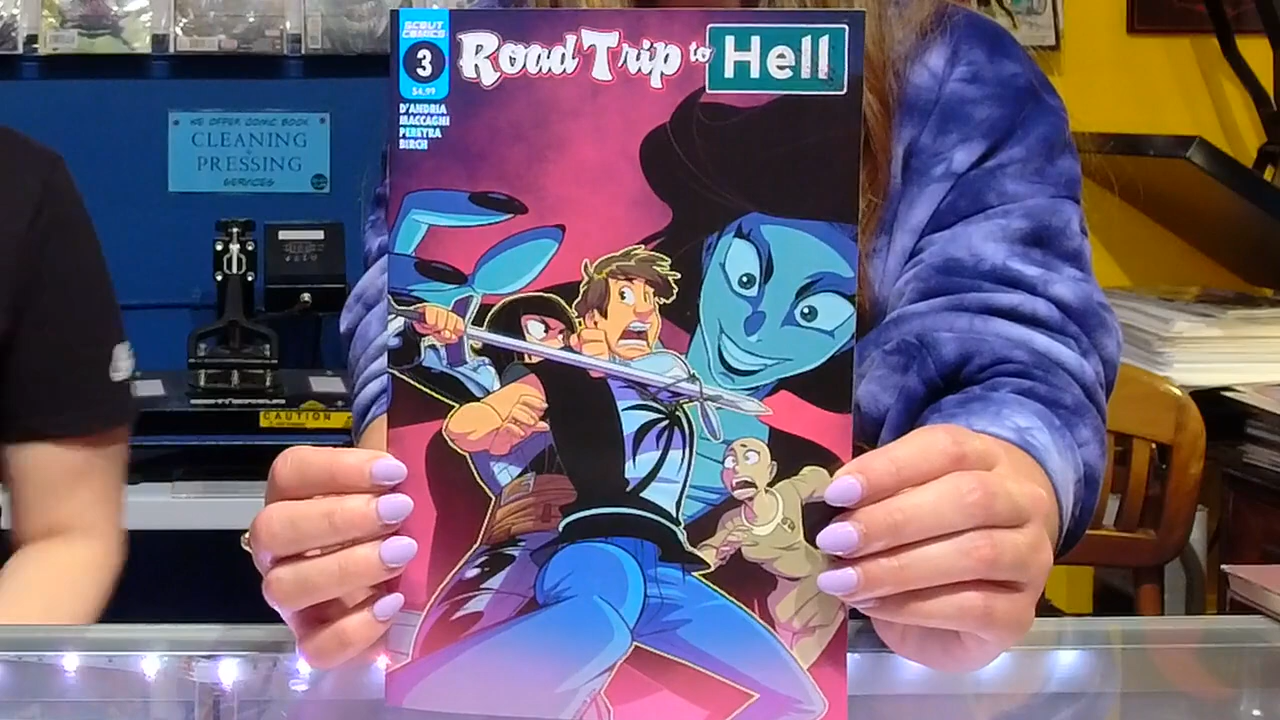 SCOUT
COMICS
3
$4.99
Road Trip to Hell
D'ANDRIA
MACCAGNI
PEREYRA
BIRCH
WE OFFER COMIC BOOK
CLEANING
PRESSING
SERVICES
CAUTION